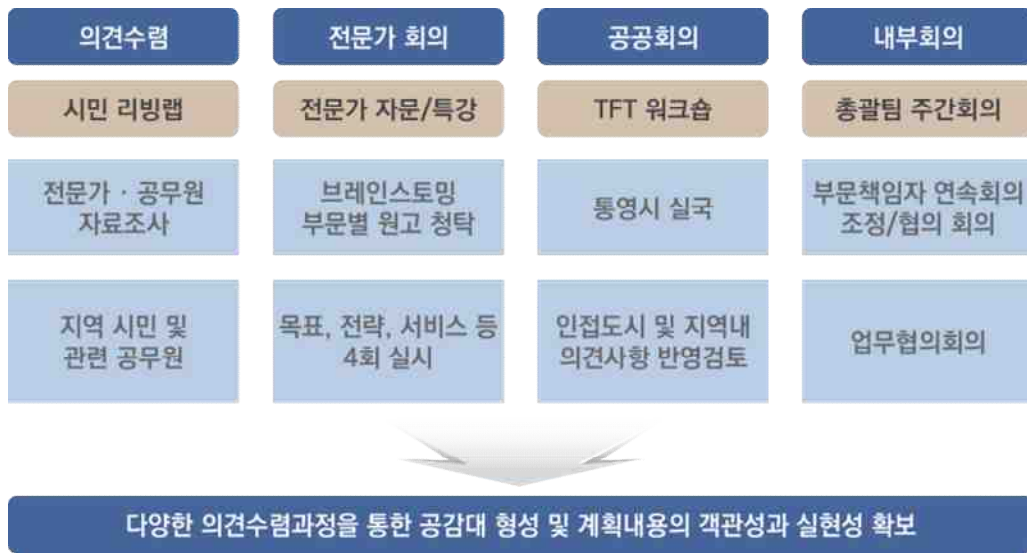 의견수렴
전문가 회의
공공회의
내부회의
시민 리빙랩
전문가 자문/특강
TFT 워크숍
총괄팀 주간회의
전문가 · 공무원
자료조사
브레인스토밍
부문별 원고 청탁
통영시 실국
부문책임자 연속회의
조정/협의 회의
지역 시민 및
관련 공무원
목표, 전략, 서비스 등
4회 실시
인접도시 및 지역내
의견사항 반영검토
업무협의회의
다양한 의견수렴과정을 통한 공감대 형성 및 계획내용의 객관성과 실현성 확보